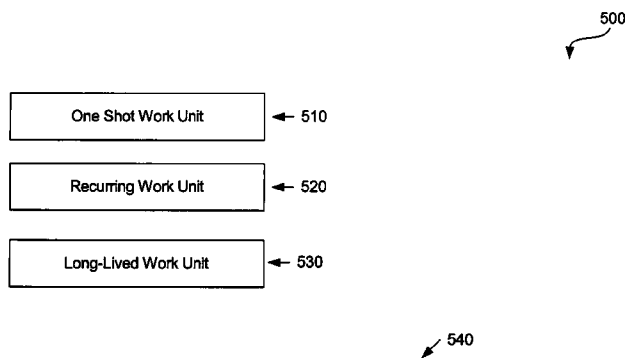 500
One Shot Work Unit 510
Recurring Work Unit 520
Long-Lived Work Unit 530
540